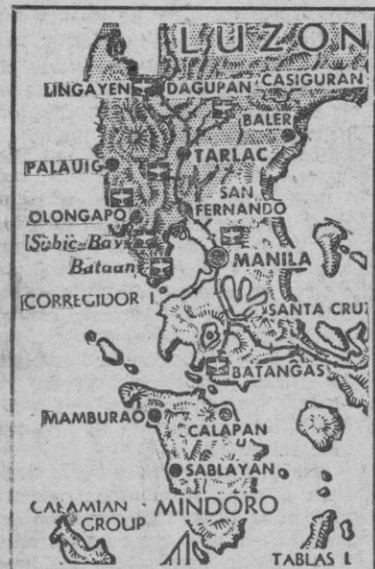 LUZON
LINGAYEN
DAGUPAN
CASIGURAN
BALER
PALAUIG
TARLAC
SAN
FERNANDO
OLONGAPO
Subic Bay
MANILA
Bataan
CORREGIDOR I.
SANTA CRUZ
BATANGAS
MAMBURAO
CALAPAN
SABLAYAN
CALAMIAN
GROUP
MINDORO
TABLAS I.